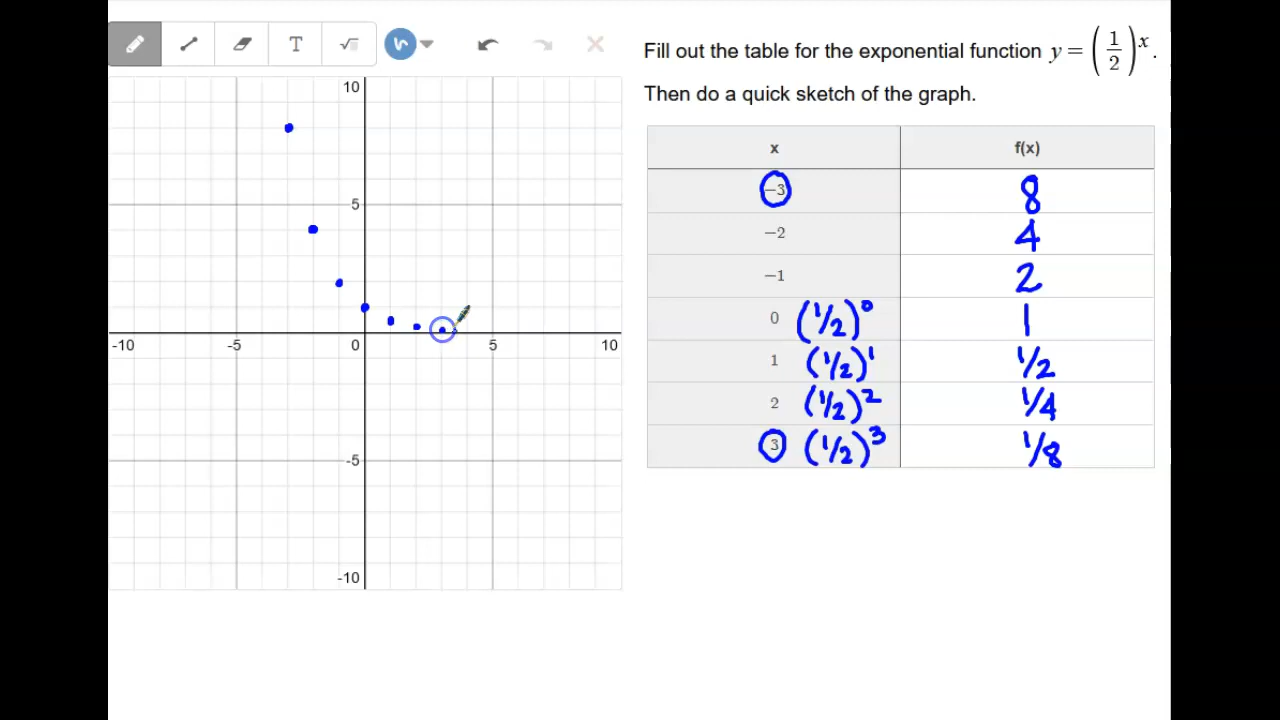 T √
Fill out the table for the exponential function y = (1/2)^x.
Then do a quick sketch of the graph.
x f(x)
−3 8
−2 4
−1 2
0 (1/2)^0 1
1 (1/2)^1 1/2
2 (1/2)^2 1/4
3 (1/2)^3 1/8
10
5
-10 -5 0 5 10
-5
-10